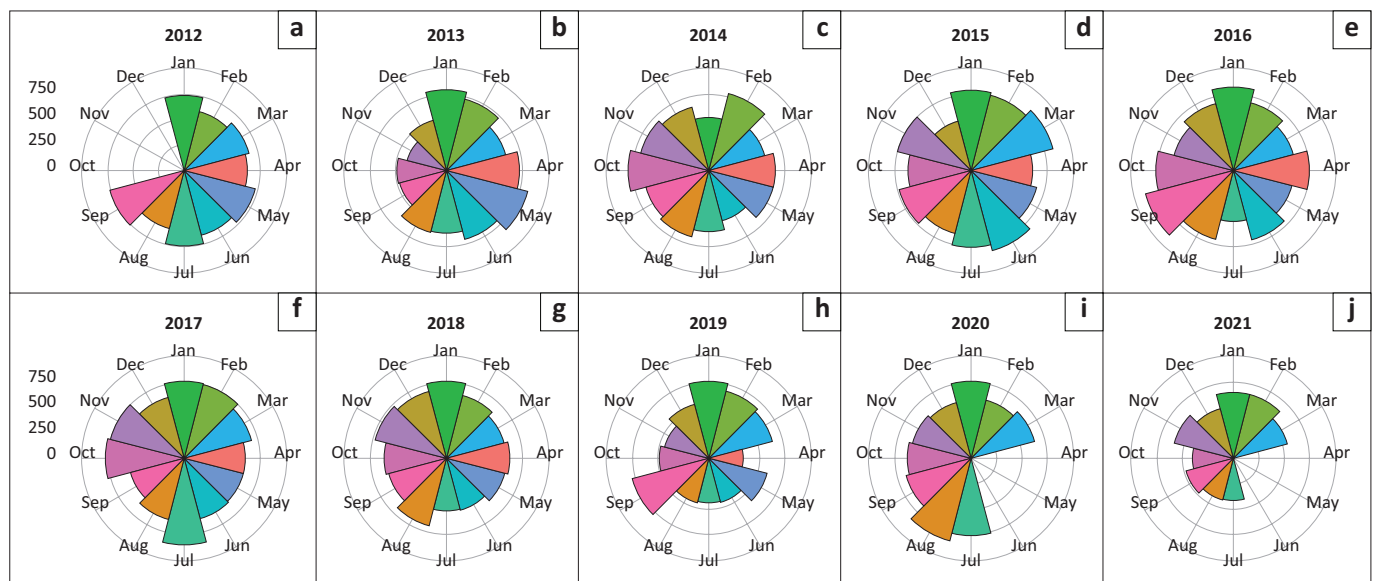 2012 a
Jan
Dec Feb
Nov Mar
Oct Apr
Sep May
Aug Jun
Jul
750
500
250
0
2013 b
Jan
Dec Feb
Nov Mar
Oct Apr
Sep May
Aug Jun
Jul
2014 c
Jan
Dec Feb
Nov Mar
Oct Apr
Sep May
Aug Jun
Jul
2015 d
Jan
Dec Feb
Nov Mar
Oct Apr
Sep May
Aug Jun
Jul
2016 e
Jan
Dec Feb
Nov Mar
Oct Apr
Sep May
Aug Jun
Jul
2017 f
Jan
Dec Feb
Nov Mar
Oct Apr
Sep May
Aug Jun
Jul
750
500
250
0
2018 g
Jan
Dec Feb
Nov Mar
Oct Apr
Sep May
Aug Jun
Jul
2019 h
Jan
Dec Feb
Nov Mar
Oct Apr
Sep May
Aug Jun
Jul
2020 i
Jan
Dec Feb
Nov Mar
Oct Apr
Sep May
Aug Jun
Jul
2021 j
Jan
Dec Feb
Nov Mar
Oct Apr
Sep May
Aug Jun
Jul